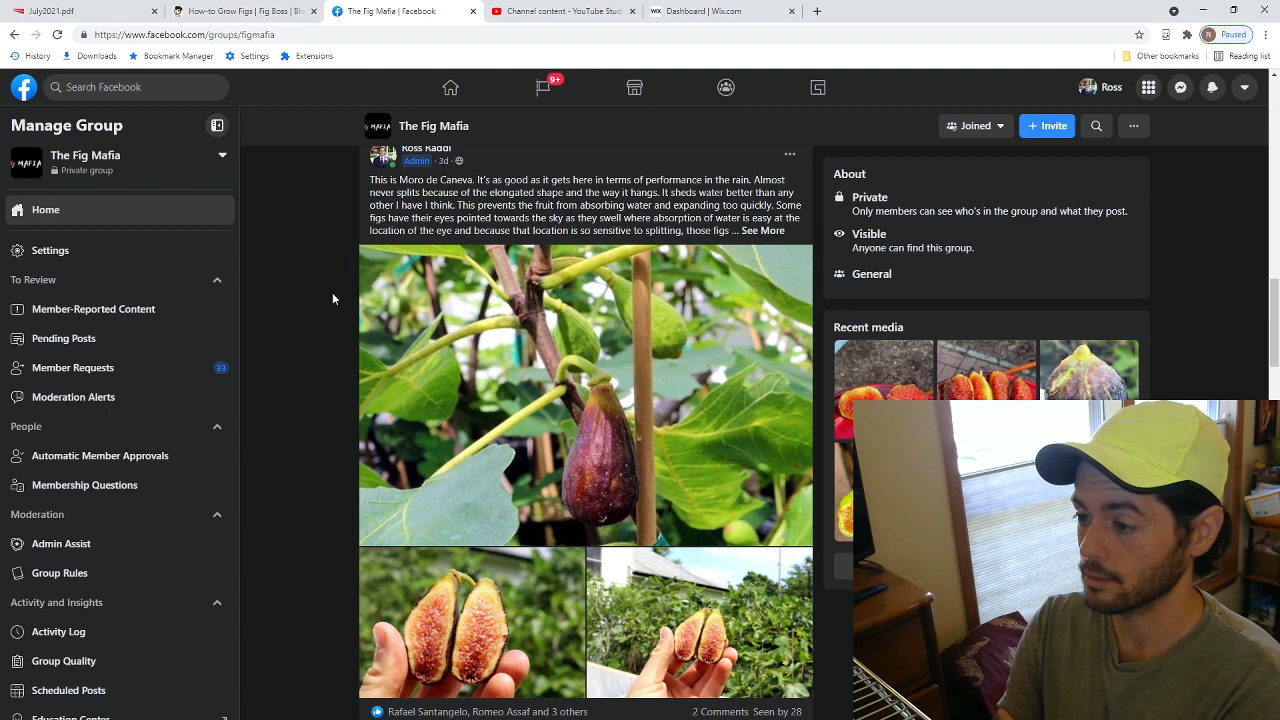 July2021.pdf
How-to Grow Figs | Fig Boss | Blo
The Fig Mafia | Facebook
Channel content - YouTube Studi
WIX Dashboard | Wix.com
https://www.facebook.com/groups/figmafia
R Paused
History Downloads Bookmark Manager Settings Extensions
Other bookmarks Reading list
Search Facebook
9+
Ross
Manage Group
The Fig Mafia
Private group
Home
Settings
To Review
Member-Reported Content
Pending Posts
Member Requests 33
Moderation Alerts
People
Automatic Member Approvals
Membership Questions
Moderation
Admin Assist
Group Rules
Activity and Insights
Activity Log
Group Quality
Scheduled Posts
Education Center
The Fig Mafia
Joined
+ Invite
Ross Raddi
Admin · 3d ·
This is Moro de Caneva. It's as good as it gets here in terms of performance in the rain. Almost
never splits because of the elongated shape and the way it hangs. It sheds water better than any
other I have I think. This prevents the fruit from absorbing water and expanding too quickly. Some
figs have their eyes pointed towards the sky as they swell where absorption of water is easy at the
location of the eye and because that location is so sensitive to splitting, those figs ... See More
Rafael Santangelo, Romeo Assaf and 3 others
2 Comments Seen by 28
About
Private
Only members can see who's in the group and what they post.
Visible
Anyone can find this group.
General
Recent media